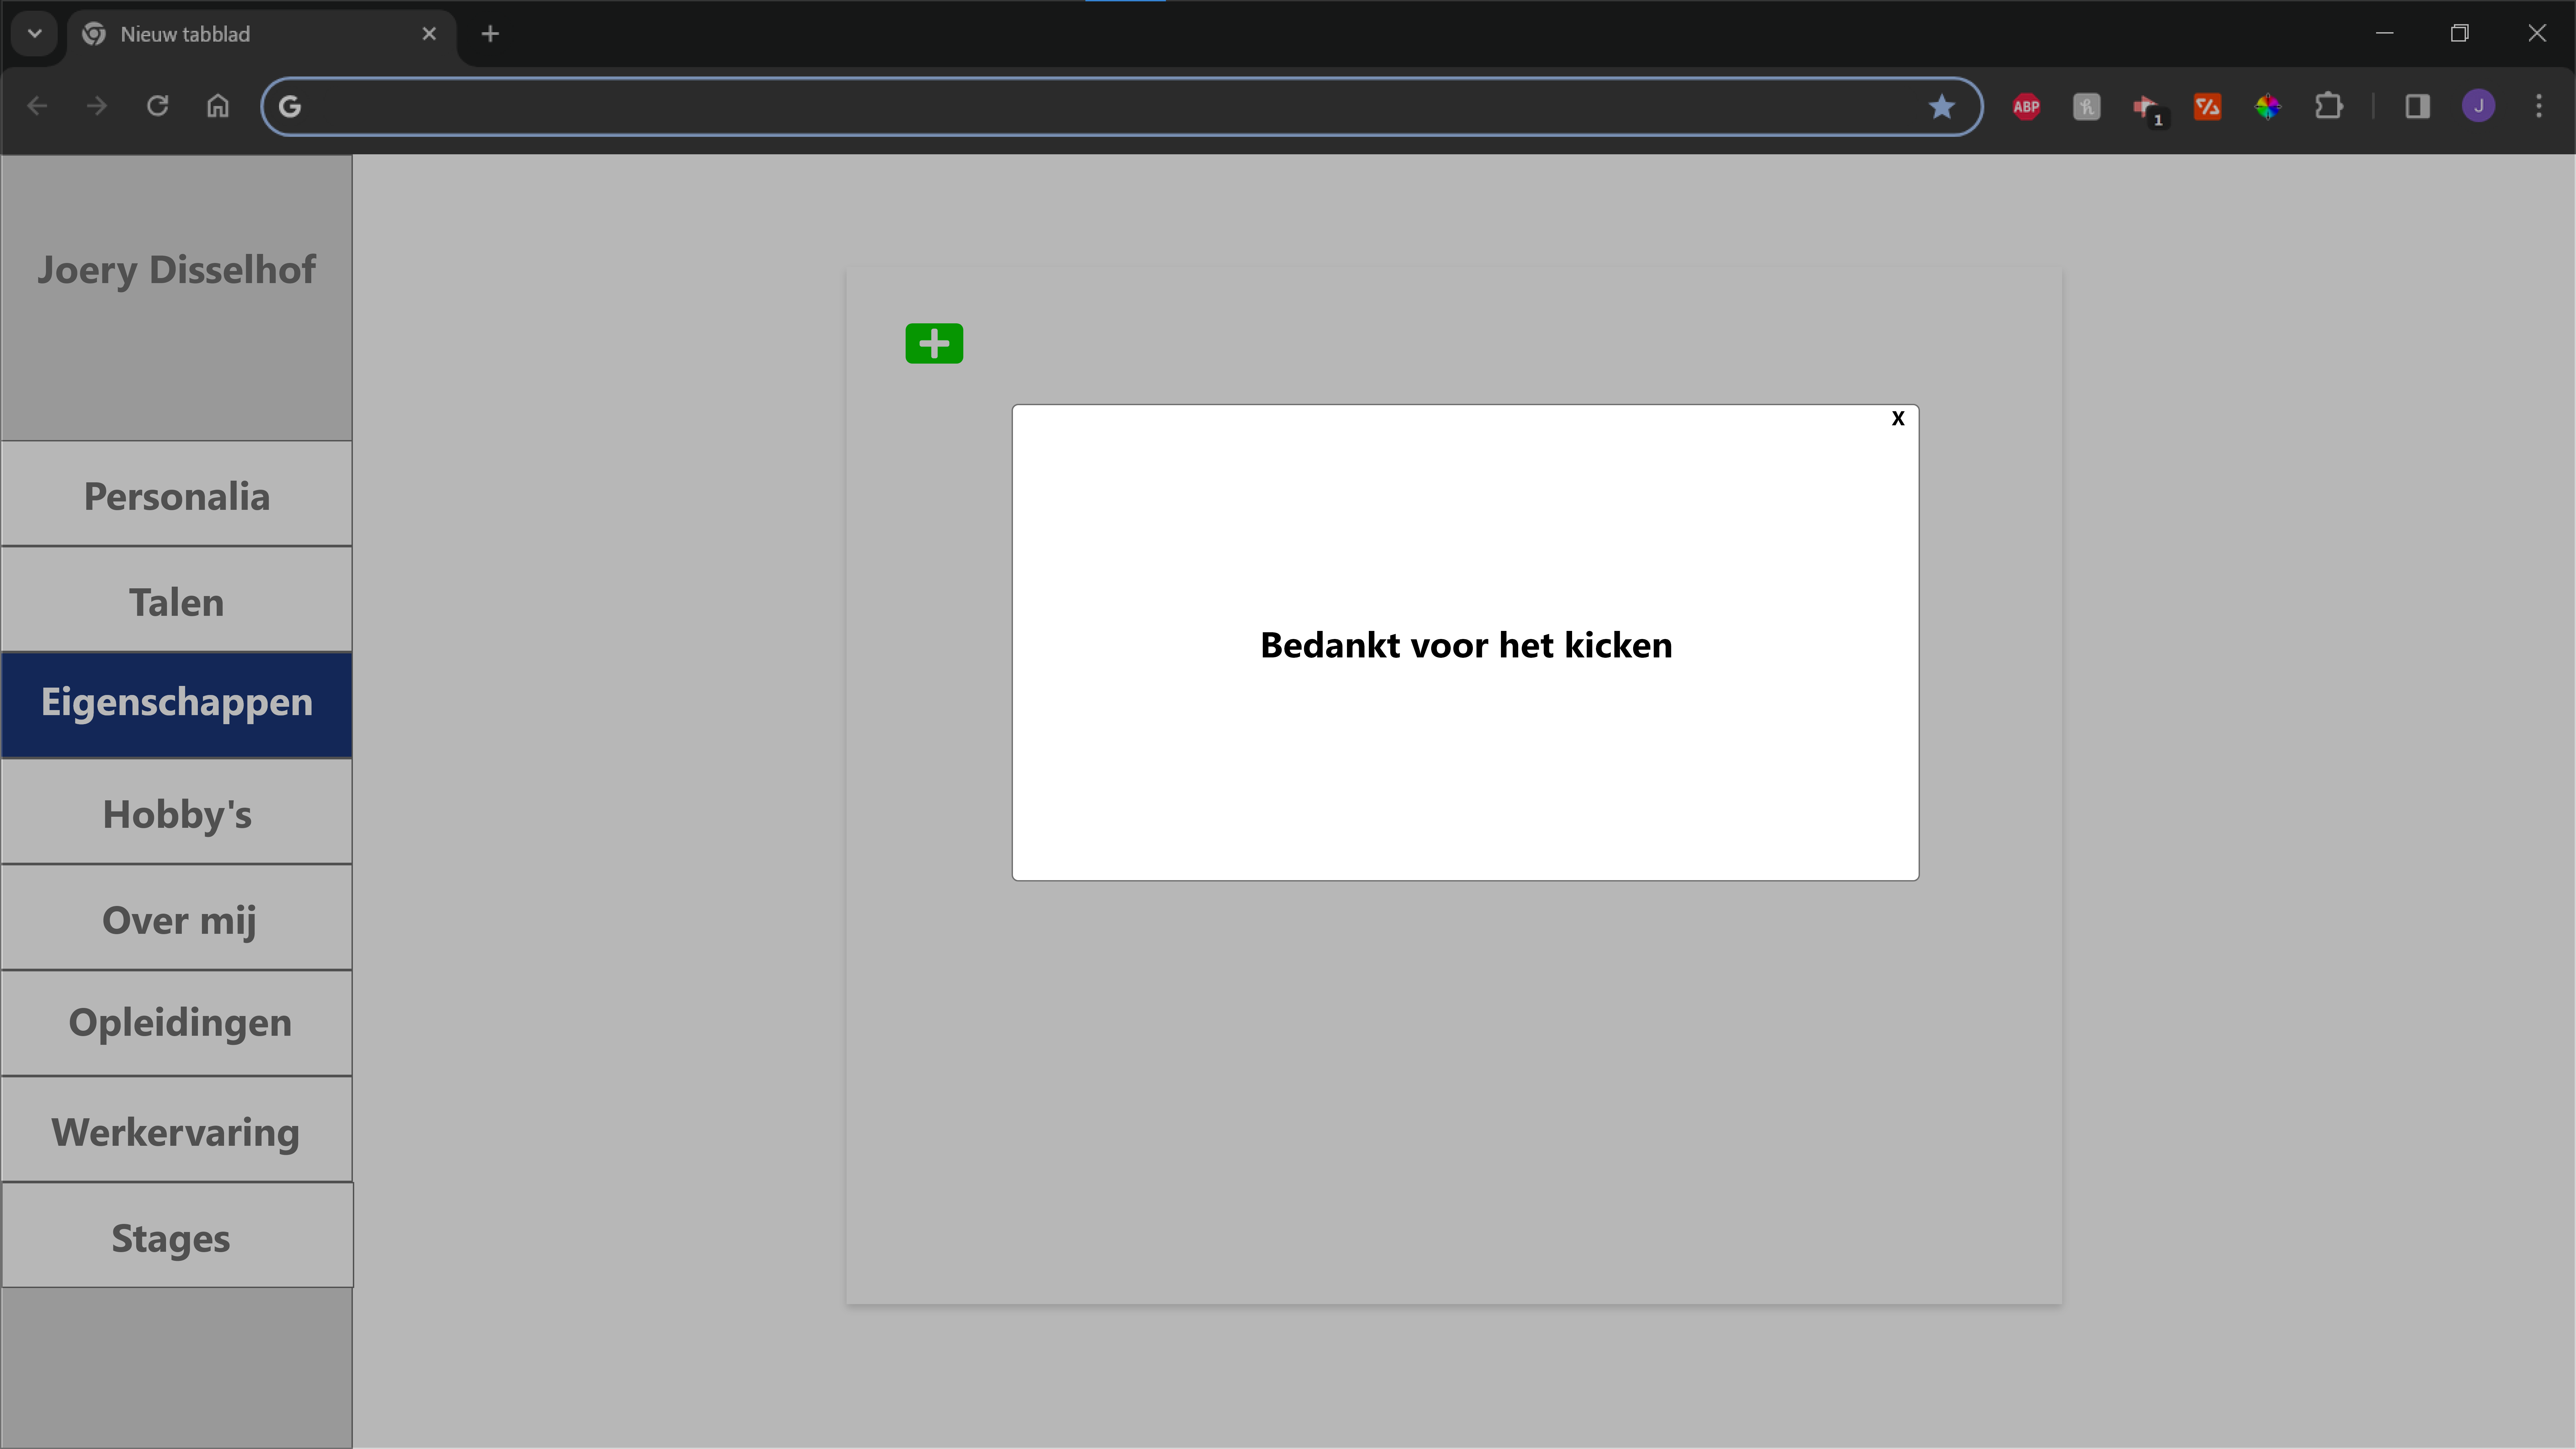 Nieuw tabblad
G
ABP
1
J
Joery Disselhof
Personalia
Talen
Eigenschappen
Hobby's
Over mij
Opleidingen
Werkervaring
Stages
X
Bedankt voor het kicken